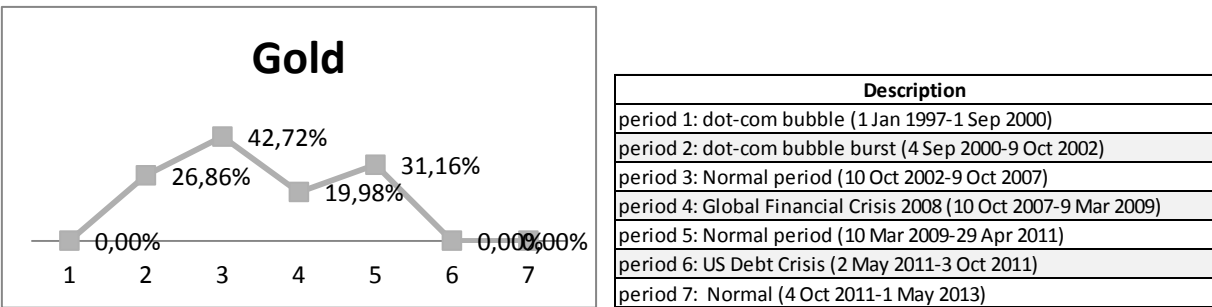 Gold
42,72%
31,16%
26,86%
19,98%
0,00%
0,00%
0,00%
1 2 3 4 5 6 7
Description
period 1: dot-com bubble (1 Jan 1997-1 Sep 2000)
period 2: dot-com bubble burst (4 Sep 2000-9 Oct 2002)
period 3: Normal period (10 Oct 2002-9 Oct 2007)
period 4: Global Financial Crisis 2008 (10 Oct 2007-9 Mar 2009)
period 5: Normal period (10 Mar 2009-29 Apr 2011)
period 6: US Debt Crisis (2 May 2011-3 Oct 2011)
period 7: Normal (4 Oct 2011-1 May 2013)